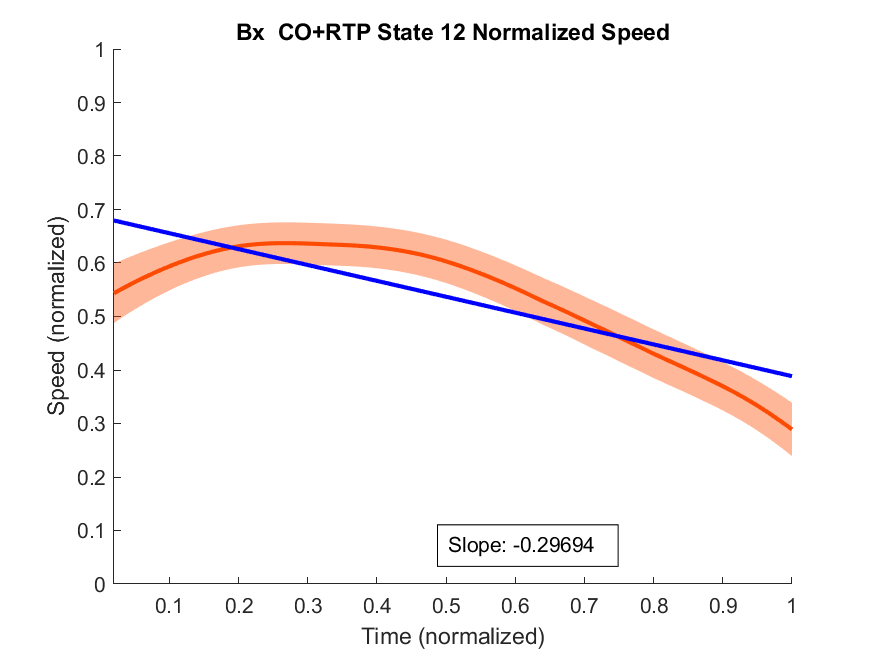 Bx  CO+RTP State 12 Normalized Speed
1
0.9
0.8
0.7
0.6
0.5
0.4
0.3
0.2
0.1
0
Speed (normalized)
Slope: -0.29694
0.1 0.2 0.3 0.4 0.5 0.6 0.7 0.8 0.9 1
Time (normalized)